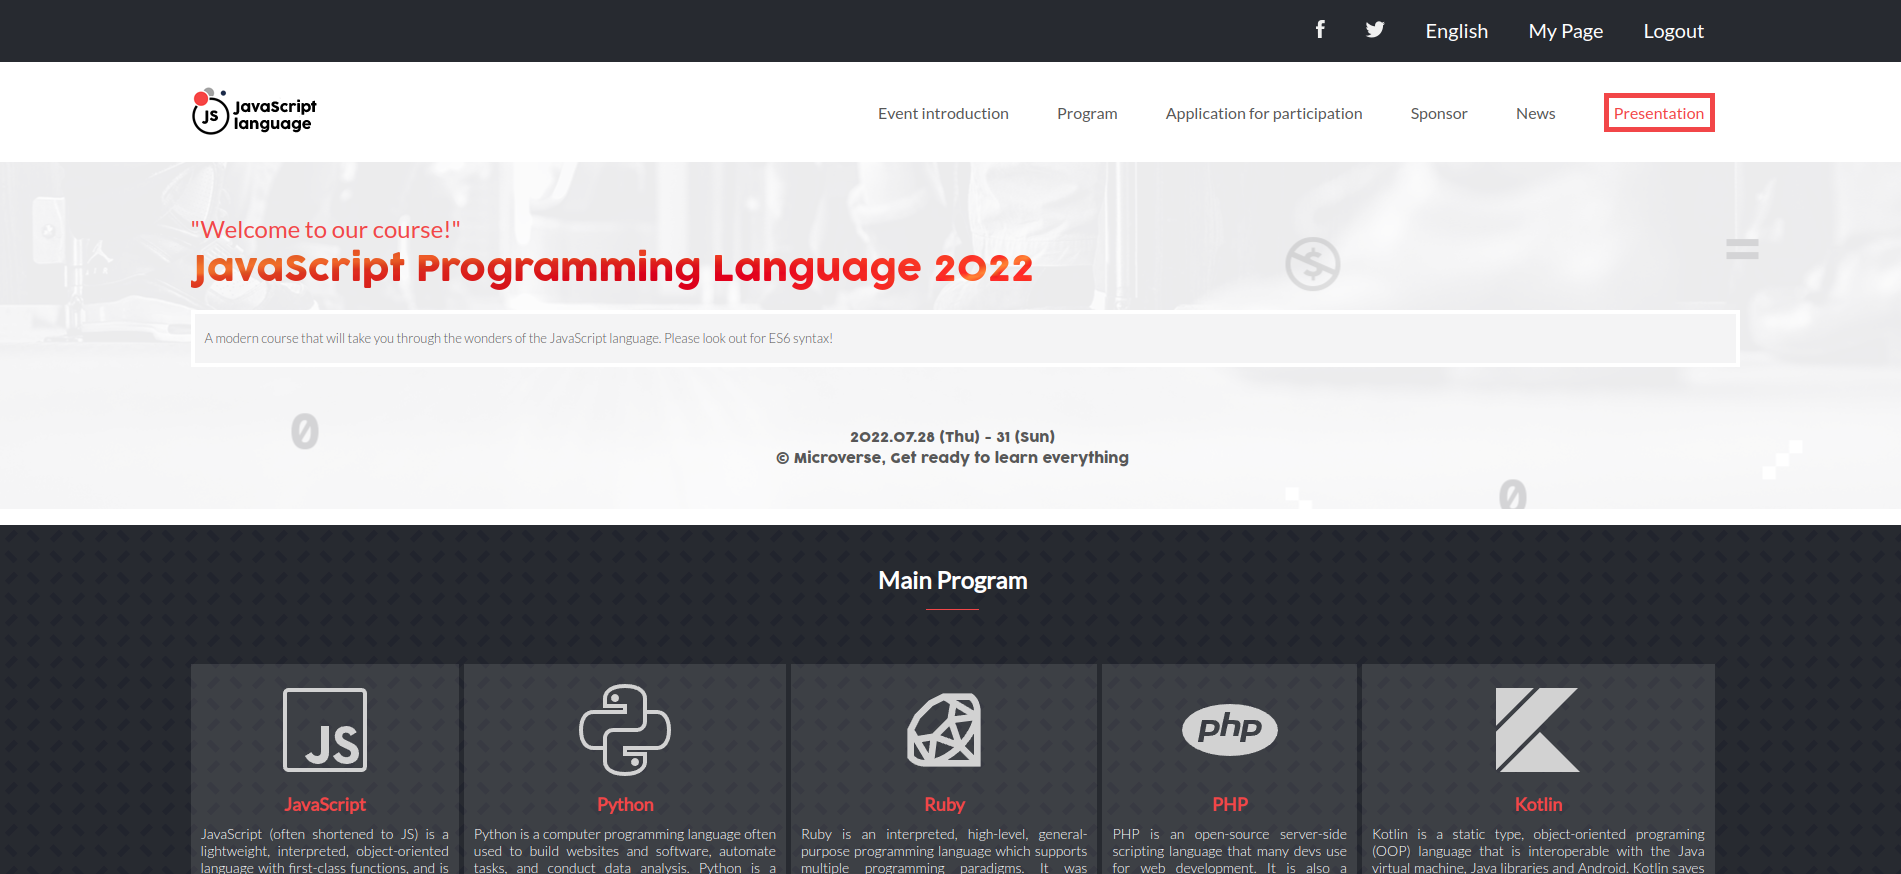 English My Page Logout
JavaScript
language
JS
Event introduction Program Application for participation Sponsor News Presentation
"Welcome to our course!"
JavaScript Programming Language 2022
A modern course that will take you through the wonders of the JavaScript language. Please look out for ES6 syntax!
2022.07.28 (Thu) - 31 (Sun)
© Microverse, Get ready to learn everything
Main Program
JS
php
JavaScript
JavaScript (often shortened to JS) is a
lightweight, interpreted, object-oriented
language with first-class functions, and is
Python
Python is a computer programming language often
used to build websites and software, automate
tasks, and conduct data analysis. Python is a
Ruby
Ruby is an interpreted, high-level, general-
purpose programming language which supports
multiple programming paradigms. It was
PHP
PHP is an open-source server-side
scripting language that many devs use
for web development. It is also a
Kotlin
Kotlin is a static type, object-oriented programing
(OOP) language that is interoperable with the Java
virtual machine, Java libraries and Android. Kotlin saves